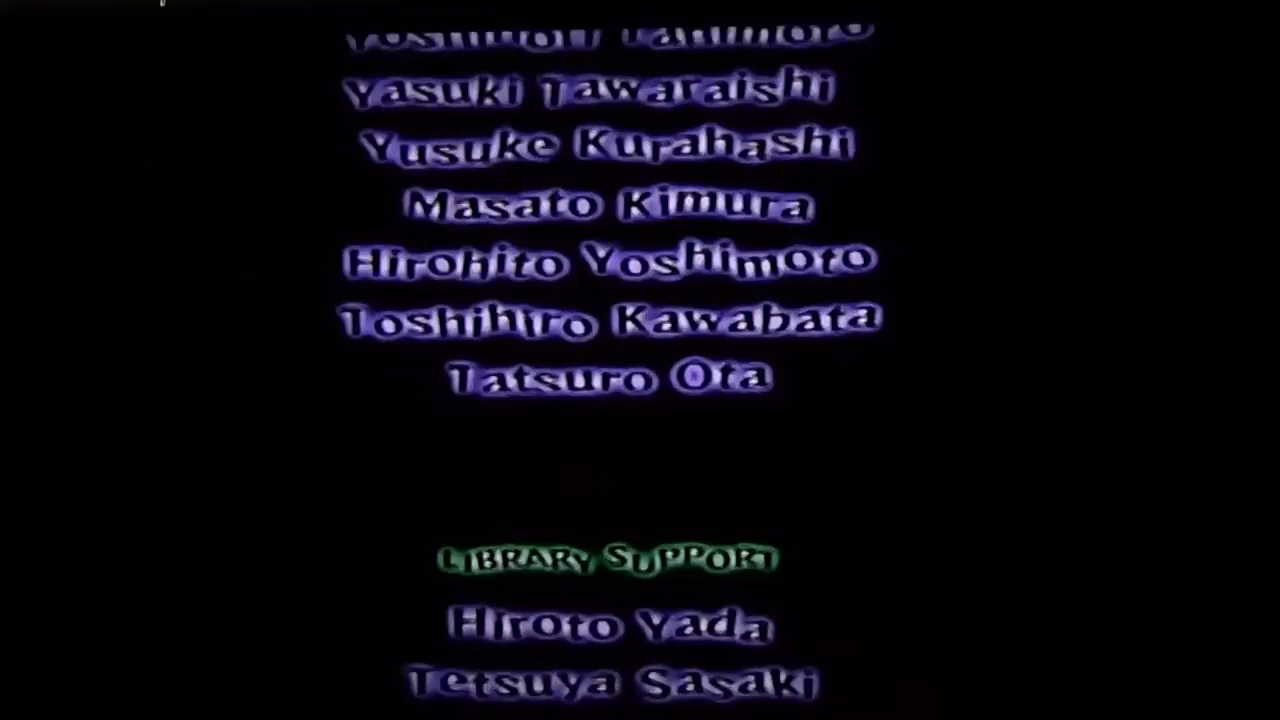 Yasuki Tawaraishi
Yusuke Kurahashi
Masato Kimura
Hirohito Yoshimoto
Toshihiro Kawabata
Tatsuro Ota
LIBRARY SUPPORT
Hiroto Yada
Tetsuya Sasaki